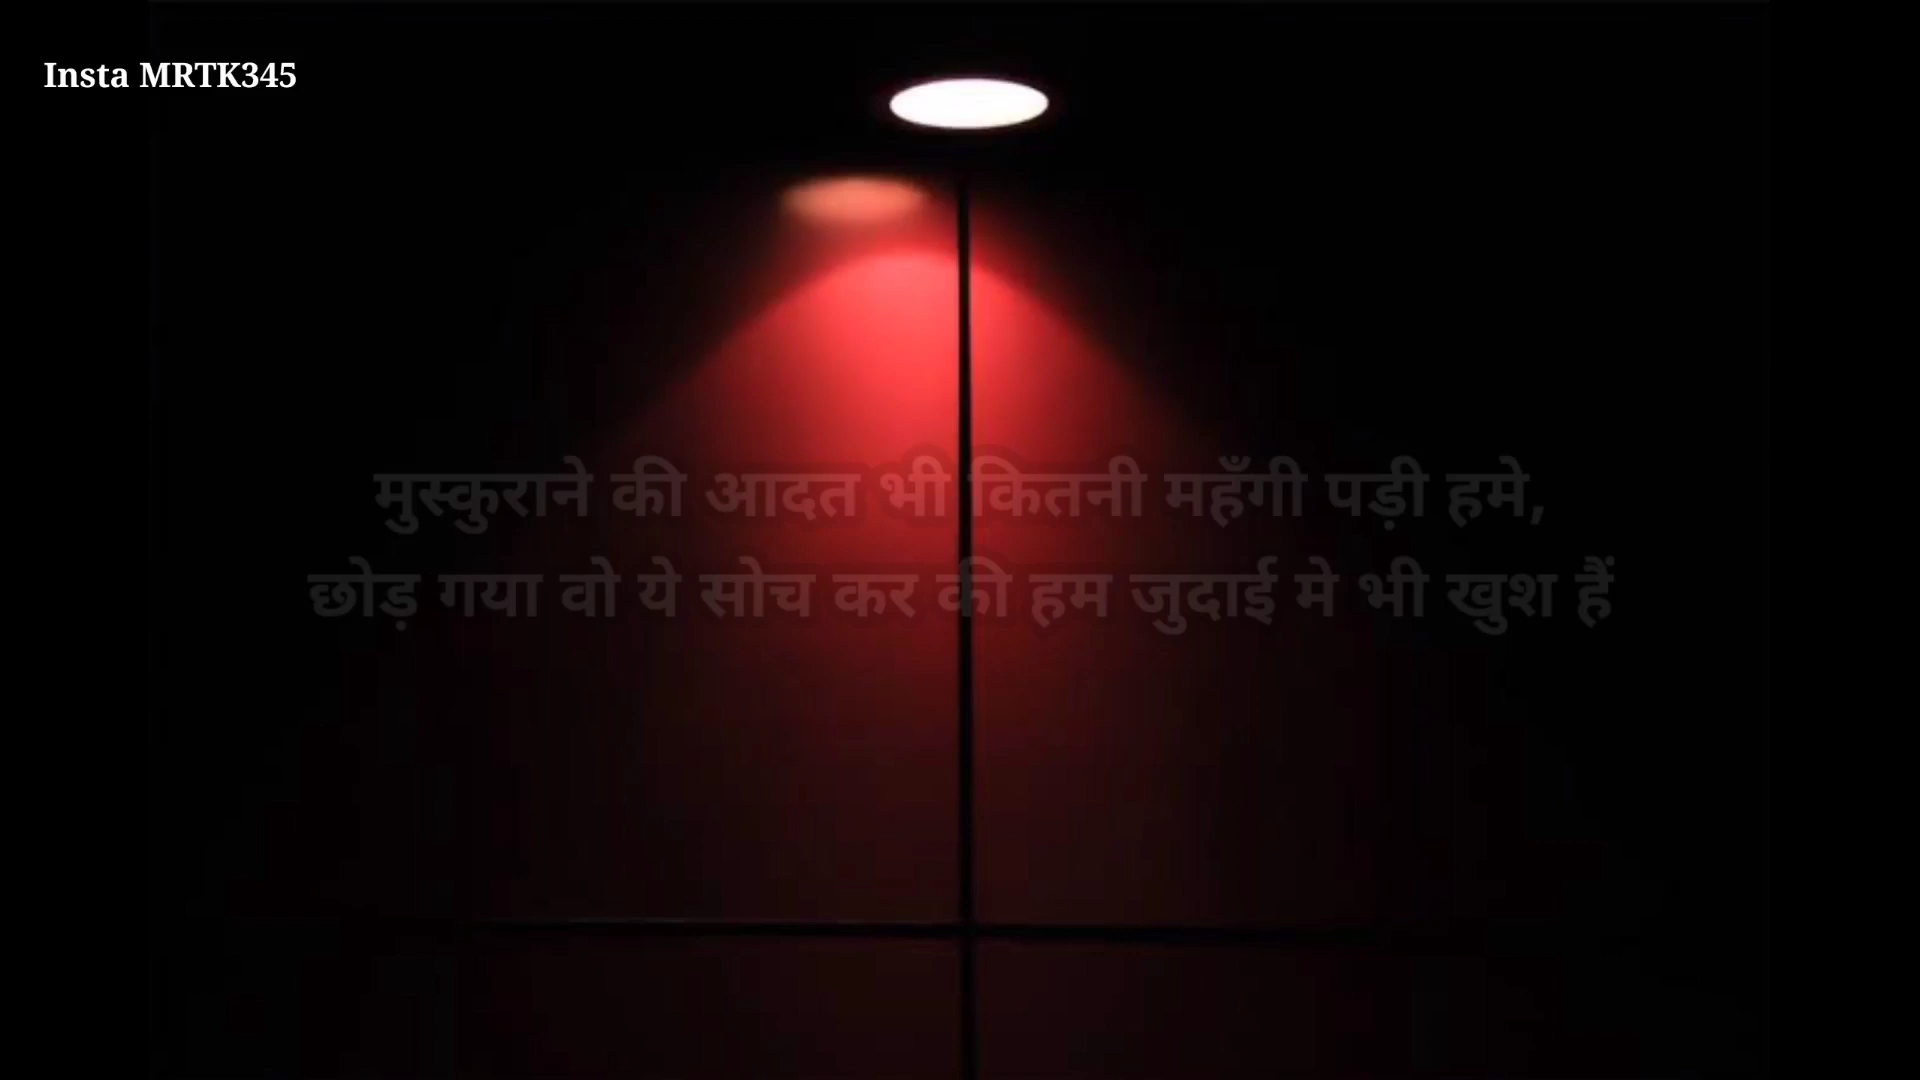 Insta MRTK345
मुस्कुराने की आदत भी कितनी महँगी पड़ी हमे,
छोड़ गया वो ये सोच कर की हम जुदाई मे भी खुश हैं